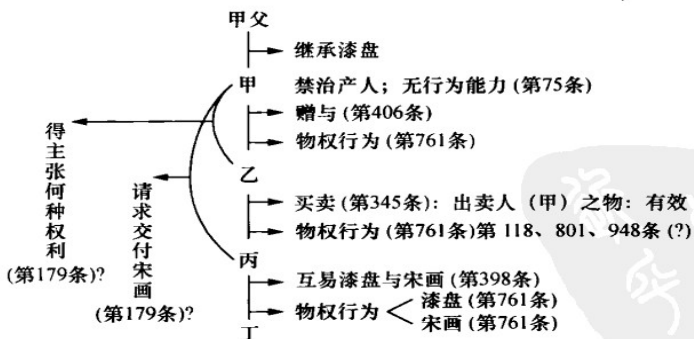 甲父
继承漆盘
甲 禁治产人；无行为能力（第75条）
赠与（第406条）
物权行为（第761条）
乙
买卖（第345条）：出卖人（甲）之物：有效
物权行为（第761条）第 118、801、948条（?）
丙
互易漆盘与宋画（第398条）
物权行为
漆盘（第761条）
宋画（第761条）
丁
得主张何种权利
（第179条）?
请求交付宋画
（第179条）?